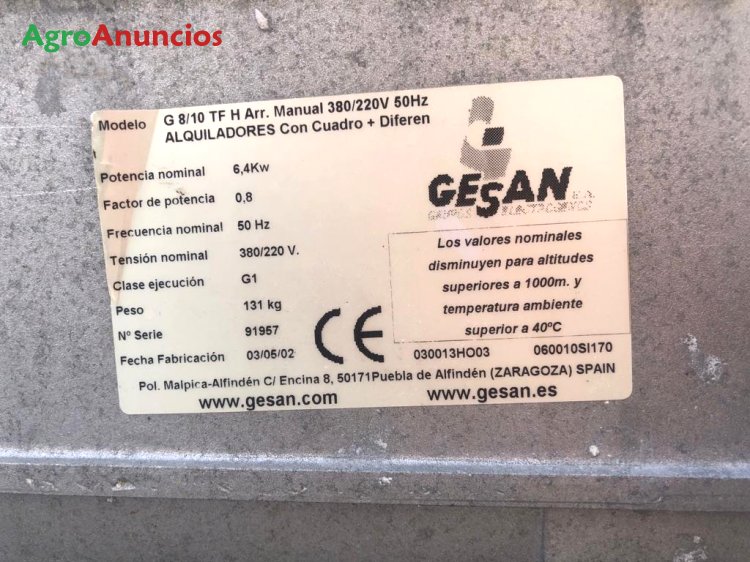 AgroAnuncios
Modelo G 8/10 TF H Arr. Manual 380/220V 50Hz
ALQUILADORES Con Cuadro + Diferen
Potencia nominal 6,4Kw
Factor de potencia 0,8
Frecuencia nominal 50 Hz
Tensión nominal 380/220 V.
Clase ejecución G1
Peso 131 kg
Nº Serie 91957
Fecha Fabricación 03/05/02
CE
GESAN S.A.
GRUPOS ELECTROGENOS
Los valores nominales
disminuyen para altitudes
superiores a 1000m. y
temperatura ambiente
superior a 40ºC
030013HO03 060010SI170
Pol. Malpica-Alfindén C/ Encina 8, 50171Puebla de Alfindén (ZARAGOZA) SPAIN
www.gesan.com www.gesan.es